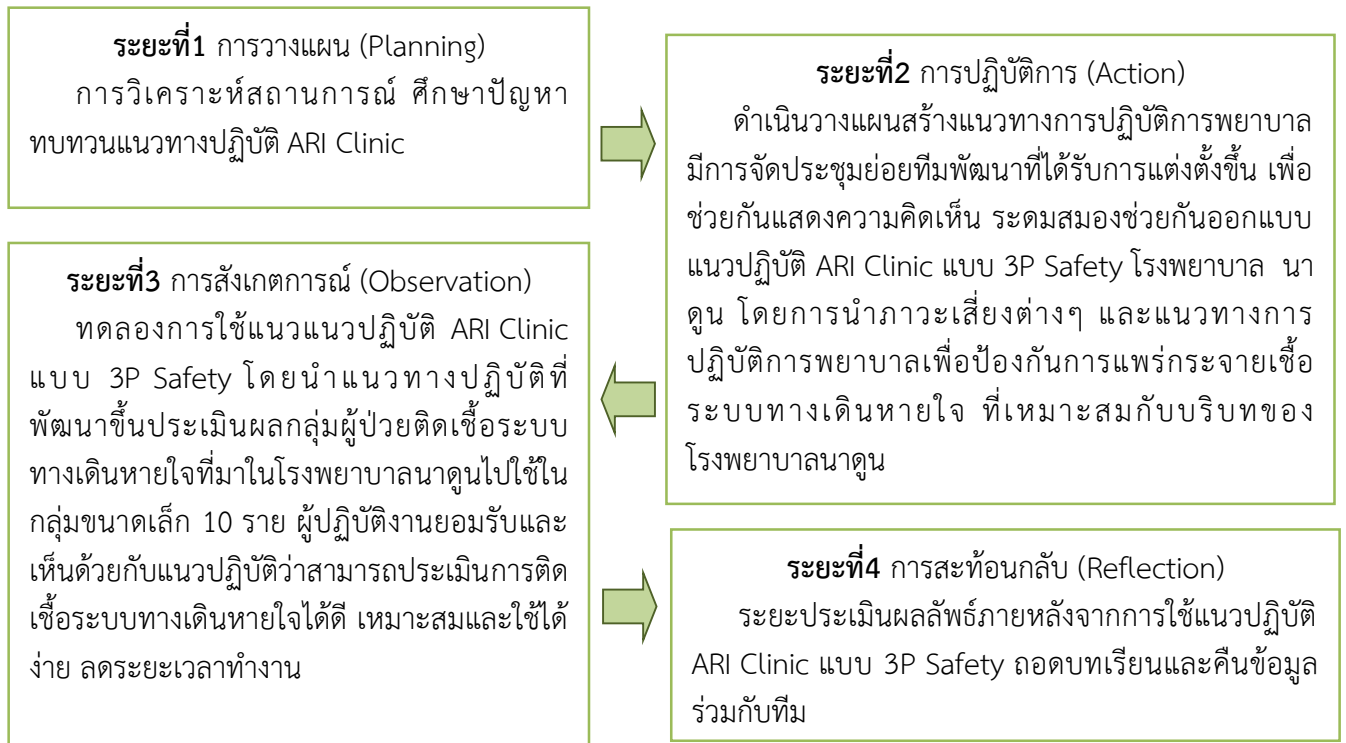 ระยะที่1 การวางแผน (Planning)
การวิเคราะห์สถานการณ์ ศึกษาปัญหา
ทบทวนแนวทางปฏิบัติ ARI Clinic
ระยะที่2 การปฏิบัติการ (Action)
ดำเนินวางแผนสร้างแนวทางการปฏิบัติการพยาบาล
มีการจัดประชุมย่อยทีมพัฒนาที่ได้รับการแต่งตั้งขึ้น เพื่อ
ช่วยกันแสดงความคิดเห็น ระดมสมองช่วยกันออกแบบ
แนวปฏิบัติ ARI Clinic แบบ 3P Safety โรงพยาบาล นา
ดูน โดยการนำภาวะเสี่ยงต่างๆ และแนวทางการ
ปฏิบัติการพยาบาลเพื่อป้องกันการแพร่กระจายเชื้อ
ระบบทางเดินหายใจ ที่เหมาะสมกับบริบทของ
โรงพยาบาลนาดูน
ระยะที่3 การสังเกตการณ์ (Observation)
ทดลองการใช้แนวแนวปฏิบัติ ARI Clinic
แบบ 3P Safety โดยนำแนวทางปฏิบัติที่
พัฒนาขึ้นประเมินผลกลุ่มผู้ป่วยติดเชื้อระบบ
ทางเดินหายใจที่มาในโรงพยาบาลนาดูนไปใช้ใน
กลุ่มขนาดเล็ก 10 ราย ผู้ปฏิบัติงานยอมรับและ
เห็นด้วยกับแนวปฏิบัติว่าสามารถประเมินการติด
เชื้อระบบทางเดินหายใจได้ดี เหมาะสมและใช้ได้
ง่าย ลดระยะเวลาทำงาน
ระยะที่4 การสะท้อนกลับ (Reflection)
ระยะประเมินผลลัพธ์ภายหลังจากการใช้แนวปฏิบัติ
ARI Clinic แบบ 3P Safety ถอดบทเรียนและคืนข้อมูล
ร่วมกับทีม